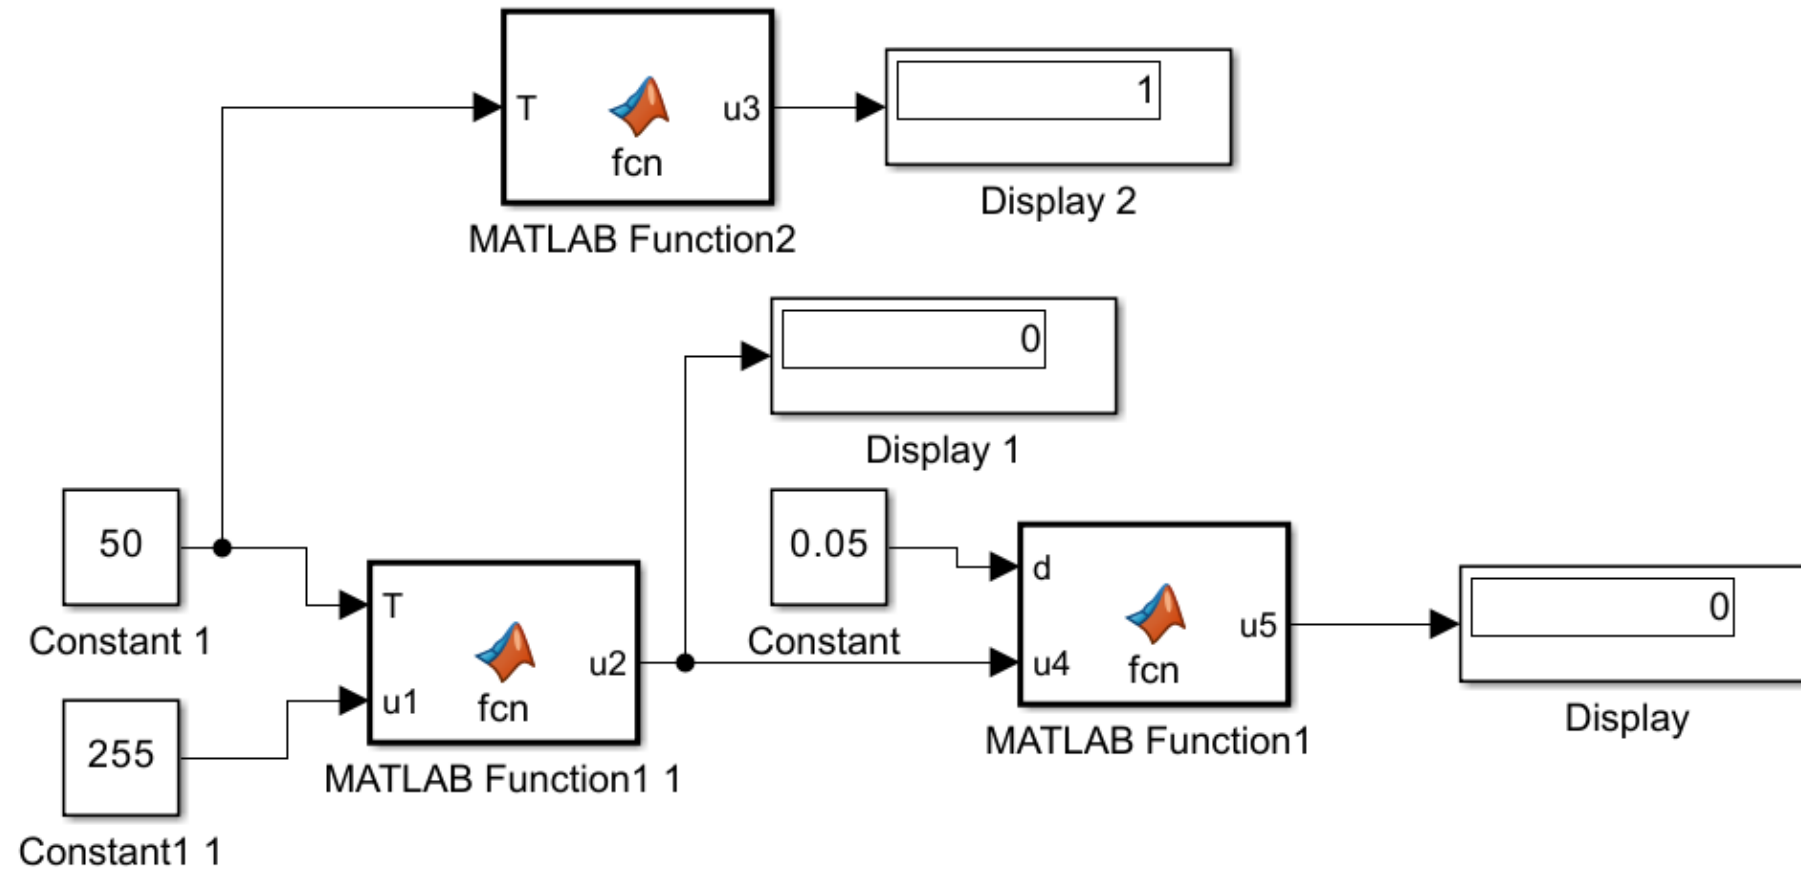 T
u3
fcn
MATLAB Function2
1
Display 2
0
Display 1
50
Constant 1
255
Constant1 1
T
u1
u2
fcn
MATLAB Function1 1
0.05
Constant
d
u4
u5
fcn
MATLAB Function1
0
Display